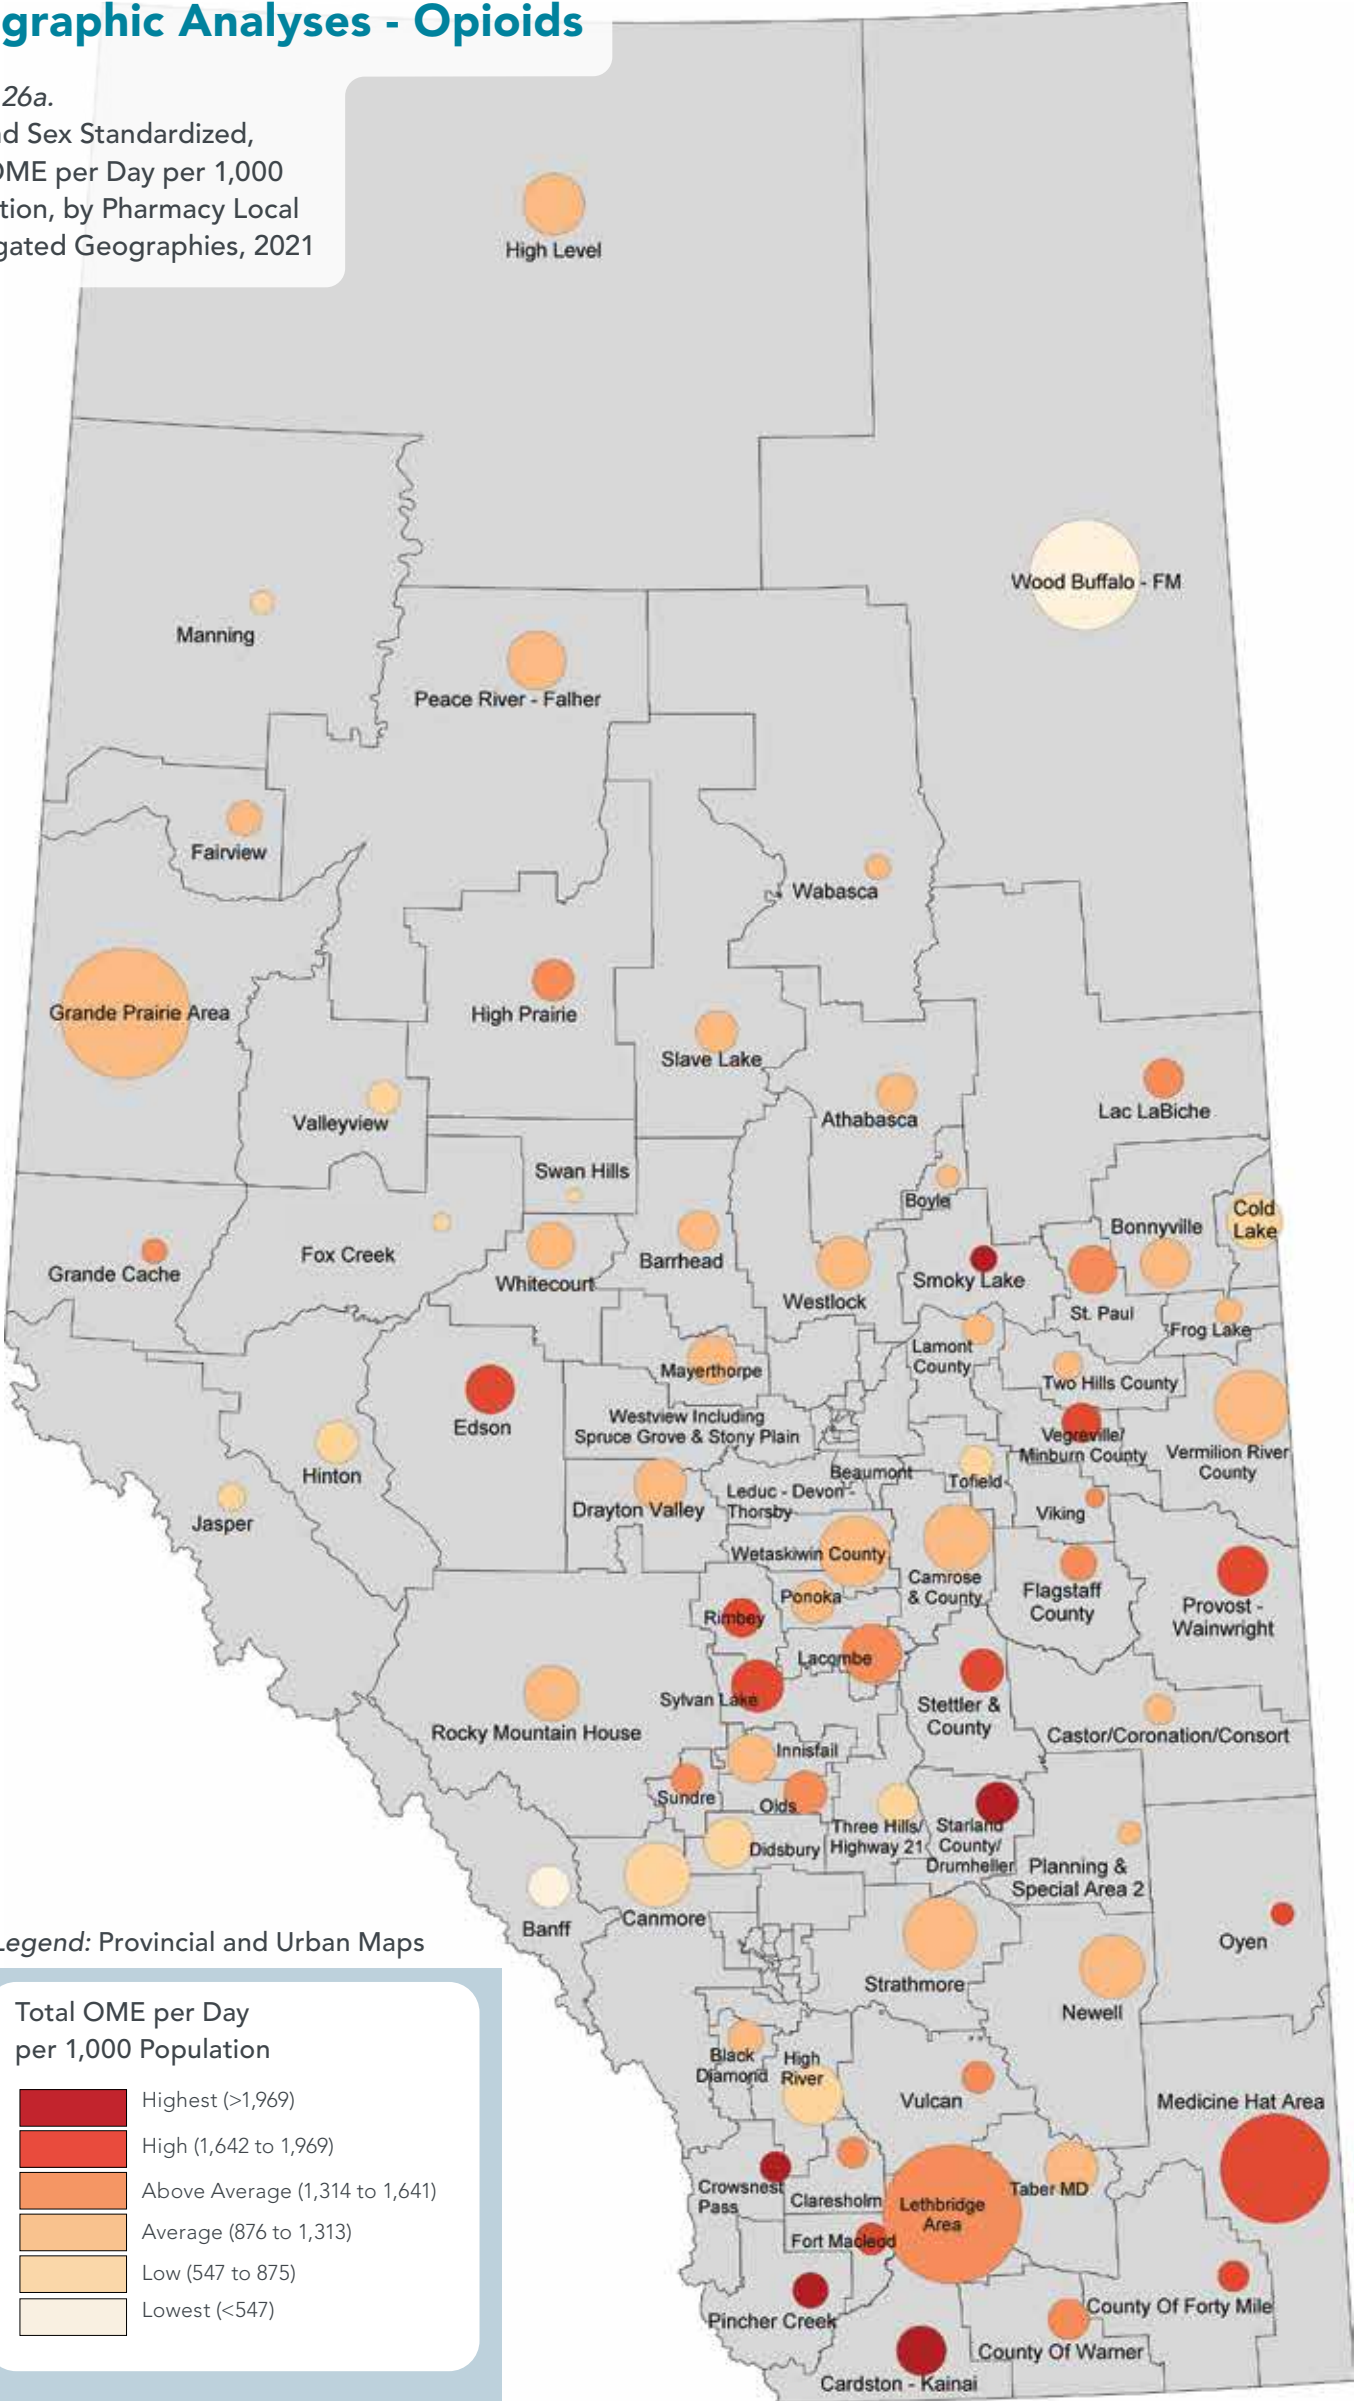 graphic Analyses - Opioids
26a.
nd Sex Standardized,
OME per Day per 1,000
tion, by Pharmacy Local
gated Geographies, 2021
High Level
Wood Buffalo - FM
Manning
Peace River - Falher
Fairview
Wabasca
Grande Prairie Area
High Prairie
Slave Lake
Valleyview
Athabasca
Lac LaBiche
Swan Hills
Boyle
Cold
Lake
Bonnyville
Fox Creek
Grande Cache
Whitecourt
Barrhead
Westlock
Smoky Lake
St. Paul
Frog Lake
Lamont
County
Mayerthorpe
Two Hills County
Edson
Westview Including
Spruce Grove & Stony Plain
Vegreville/
Minburn County
Vermilion River
County
Hinton
Beaumont
Tofield
Jasper
Drayton Valley
Leduc - Devon -
Thorsby
Viking
Wetaskiwin County
Camrose
& County
Ponoka
Flagstaff
County
Provost -
Wainwright
Rimbey
Lacombe
Sylvan Lake
Stettler &
County
Rocky Mountain House
Castor/Coronation/Consort
Innisfail
Sundre
Olds
Three Hills/
Highway 21
Starland
County/
Drumheller
Didsbury
Planning &
Special Area 2
Banff
Canmore
Oyen
Strathmore
Newell
Black
Diamond
High
River
Vulcan
Medicine Hat Area
Crowsnest
Pass
Claresholm
Lethbridge
Area
Taber MD
Fort Macleod
Pincher Creek
County Of Forty Mile
County Of Warner
Cardston - Kainai
Legend: Provincial and Urban Maps
Total OME per Day
per 1,000 Population
Highest (>1,969)
High (1,642 to 1,969)
Above Average (1,314 to 1,641)
Average (876 to 1,313)
Low (547 to 875)
Lowest (<547)